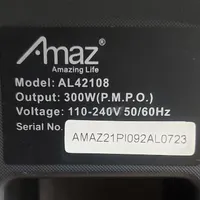 Amaz
Amazing Life
Model: AL42108
Output: 300W(P.M.P.O.)
Voltage: 110-240V 50/60Hz
Serial No. AMAZ21PI092AL0723